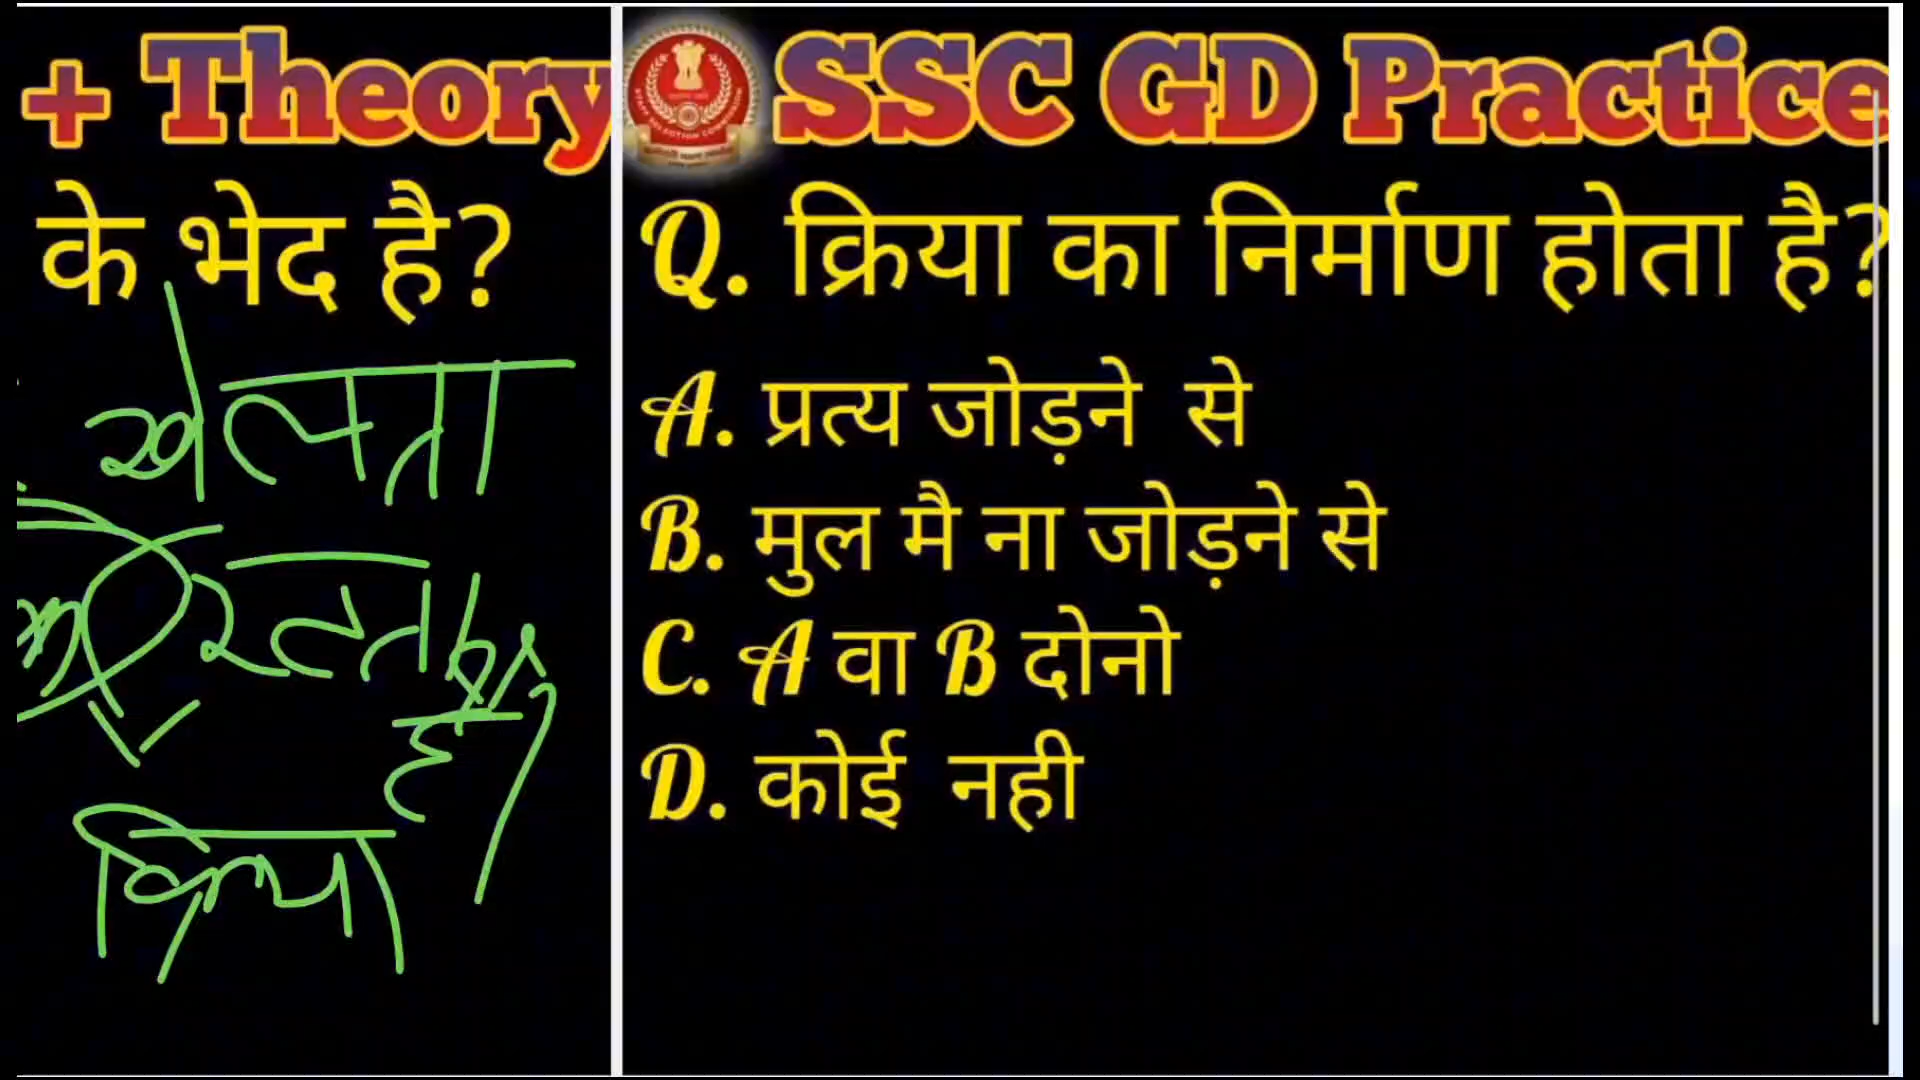 + Theory
के भेद है?
खेलता
क्रिया
SSC GD Practice
Q. क्रिया का निर्माण होता है?
A. प्रत्य जोड़ने से
B. मुल मै ना जोड़ने से
C. A वा B दोनो
D. कोई नही